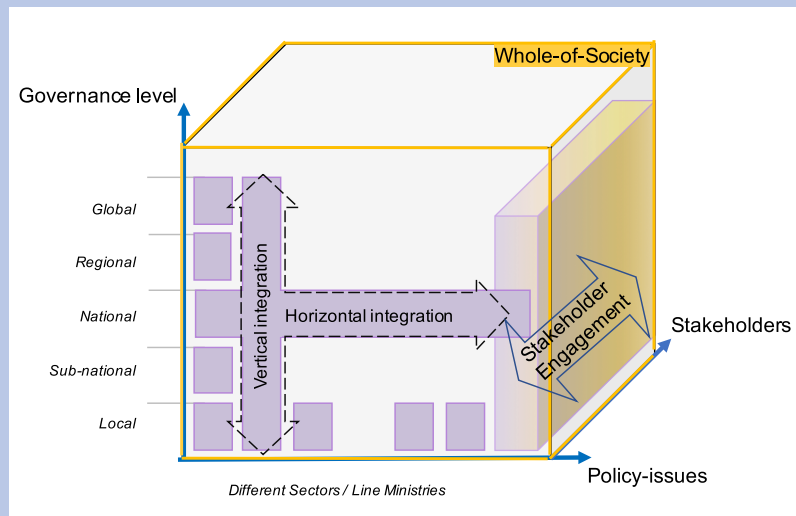 Whole-of-Society
Governance level
Global
Regional
National
Sub-national
Local
Vertical integration
Horizontal integration
Stakeholder
Engagement
Stakeholders
Policy-issues
Different Sectors / Line Ministries